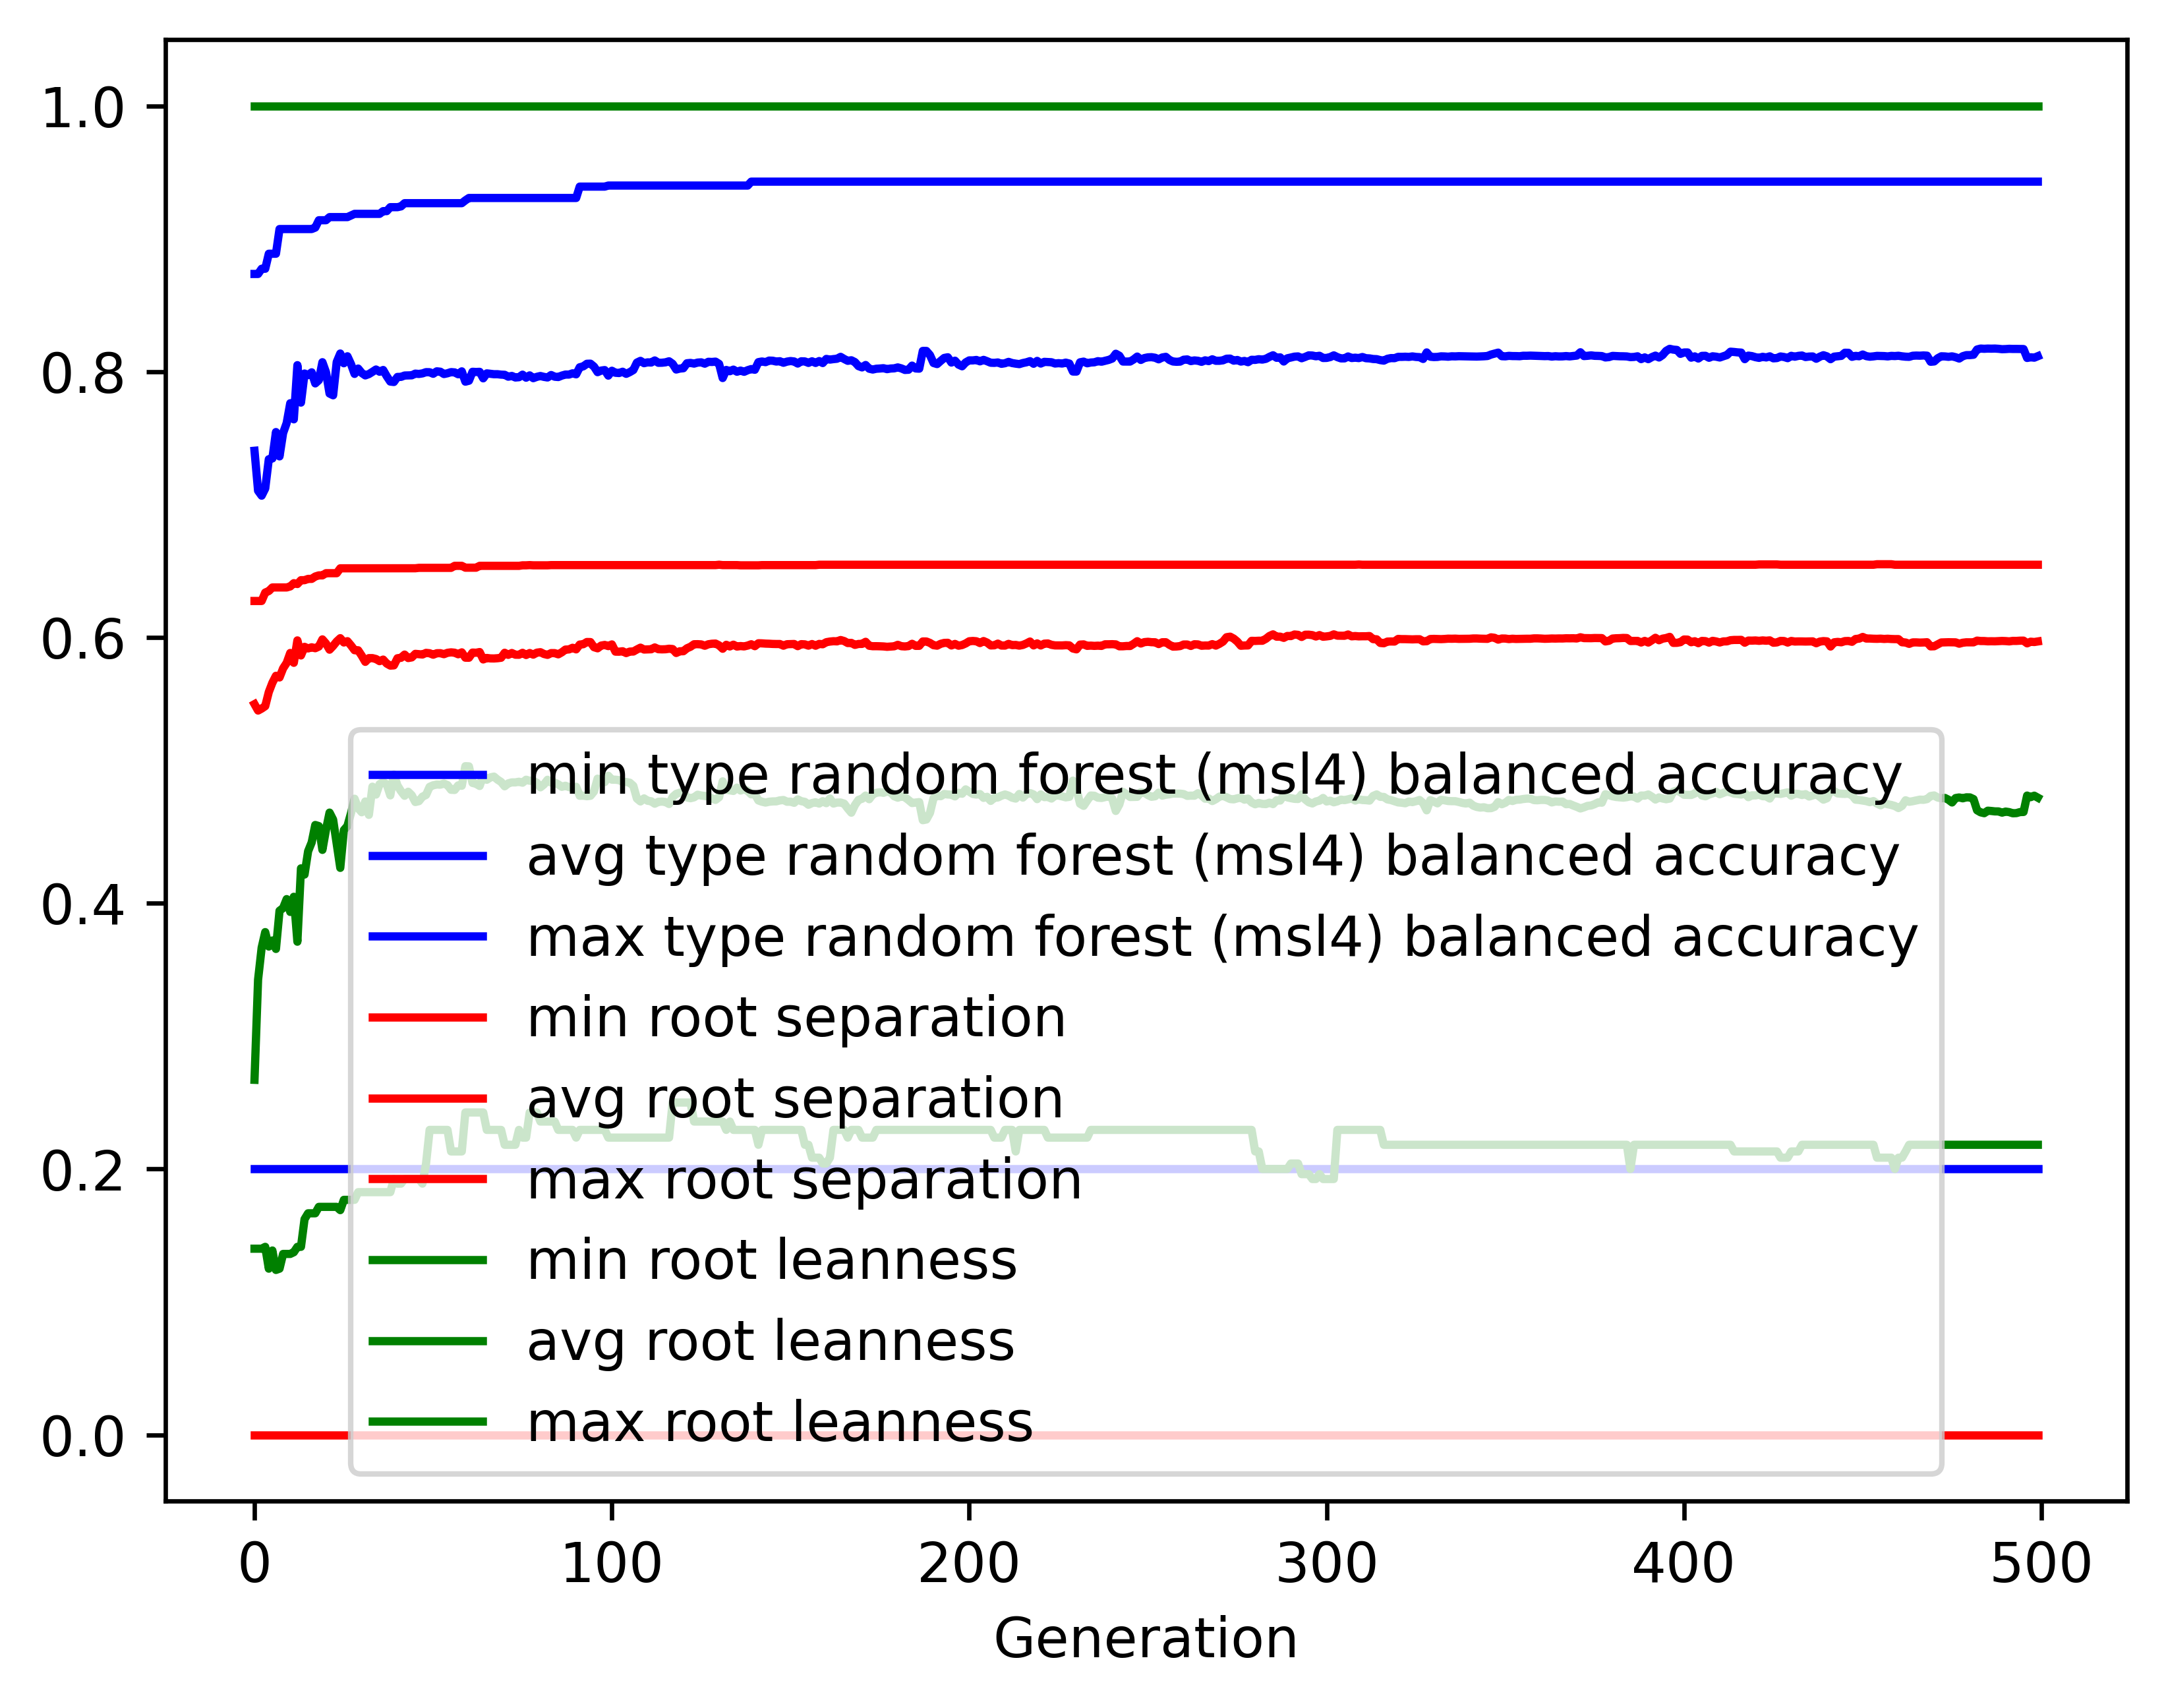 1.0
0.8
0.6
0.4
0.2
0.0
min type random forest (msl4) balanced accuracy
avg type random forest (msl4) balanced accuracy
max type random forest (msl4) balanced accuracy
min root separation
avg root separation
max root separation
min root leanness
avg root leanness
max root leanness
0 100 200 300 400 500
Generation